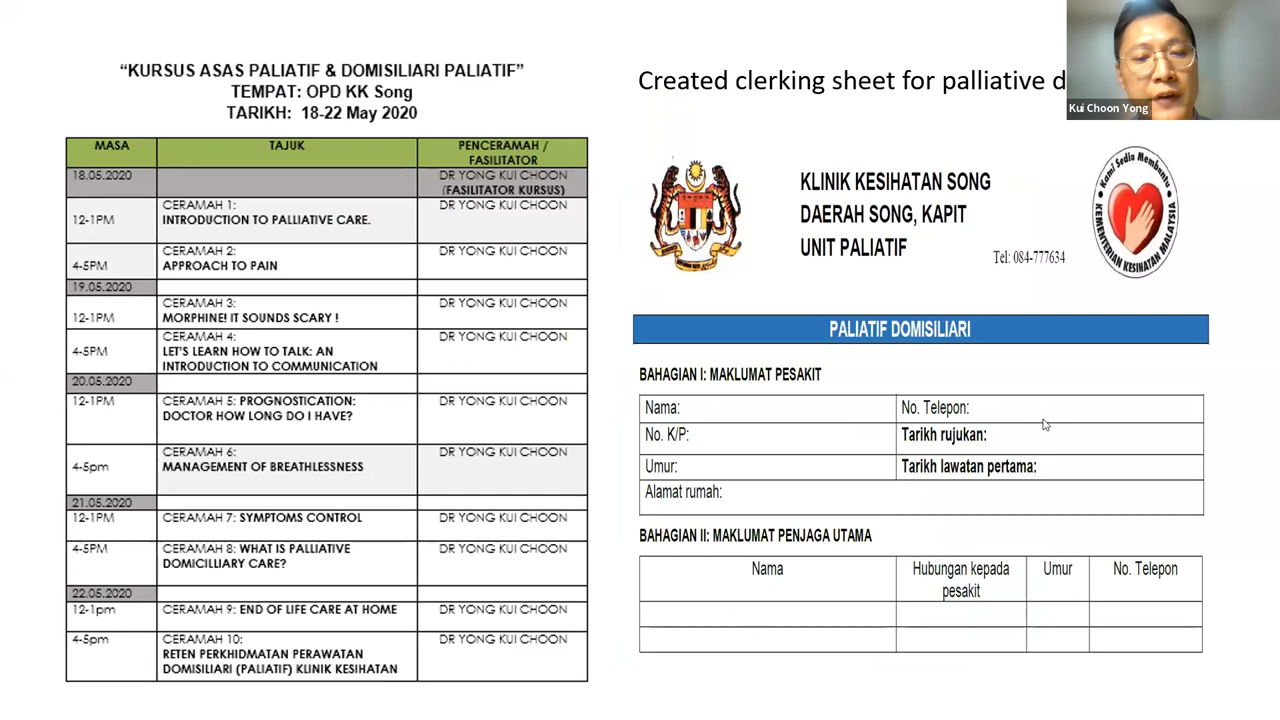 “KURSUS ASAS PALIATIF & DOMISILIARI PALIATIF”
TEMPAT: OPD KK Song
TARIKH: 18-22 May 2020
MASA TAJUK PENCERAMAH /
FASILITATOR
18.05.2020 DR YONG KUI CHOON
(FASILITATOR KURSUS)
12-1PM CERAMAH 1: DR YONG KUI CHOON
INTRODUCTION TO PALLIATIVE CARE.
4-5PM CERAMAH 2: DR YONG KUI CHOON
APPROACH TO PAIN
19.05.2020
12-1PM CERAMAH 3: DR YONG KUI CHOON
MORPHINE! IT SOUNDS SCARY !
4-5PM CERAMAH 4: DR YONG KUI CHOON
LET’S LEARN HOW TO TALK: AN
INTRODUCTION TO COMMUNICATION
20.05.2020
12-1PM CERAMAH 5: PROGNOSTICATION: DR YONG KUI CHOON
DOCTOR HOW LONG DO I HAVE?
4-5pm CERAMAH 6: DR YONG KUI CHOON
MANAGEMENT OF BREATHLESSNESS
21.05.2020
12-1PM CERAMAH 7: SYMPTOMS CONTROL DR YONG KUI CHOON
4-5PM CERAMAH 8: WHAT IS PALLIATIVE DR YONG KUI CHOON
DOMICILLIARY CARE?
22.05.2020
12-1pm CERAMAH 9: END OF LIFE CARE AT HOME DR YONG KUI CHOON
4-5pm CERAMAH 10: DR YONG KUI CHOON
RETEN PERKHIDMATAN PERAWATAN
DOMISILIARI (PALIATIF) KLINIK KESIHATAN
Created clerking sheet for palliative d
Kui Choon Yong
KLINIK KESIHATAN SONG
DAERAH SONG, KAPIT
UNIT PALIATIF
Tel: 084-777634
Kami Sedia Membantu
KEMENTERIAN KESIHATAN MALAYSIA
PALIATIF DOMISILIARI
BAHAGIAN I: MAKLUMAT PESAKIT
Nama: No. Telepon:
No. K/P: Tarikh rujukan:
Umur: Tarikh lawatan pertama:
Alamat rumah:
BAHAGIAN II: MAKLUMAT PENJAGA UTAMA
Nama Hubungan kepada pesakit Umur No. Telepon